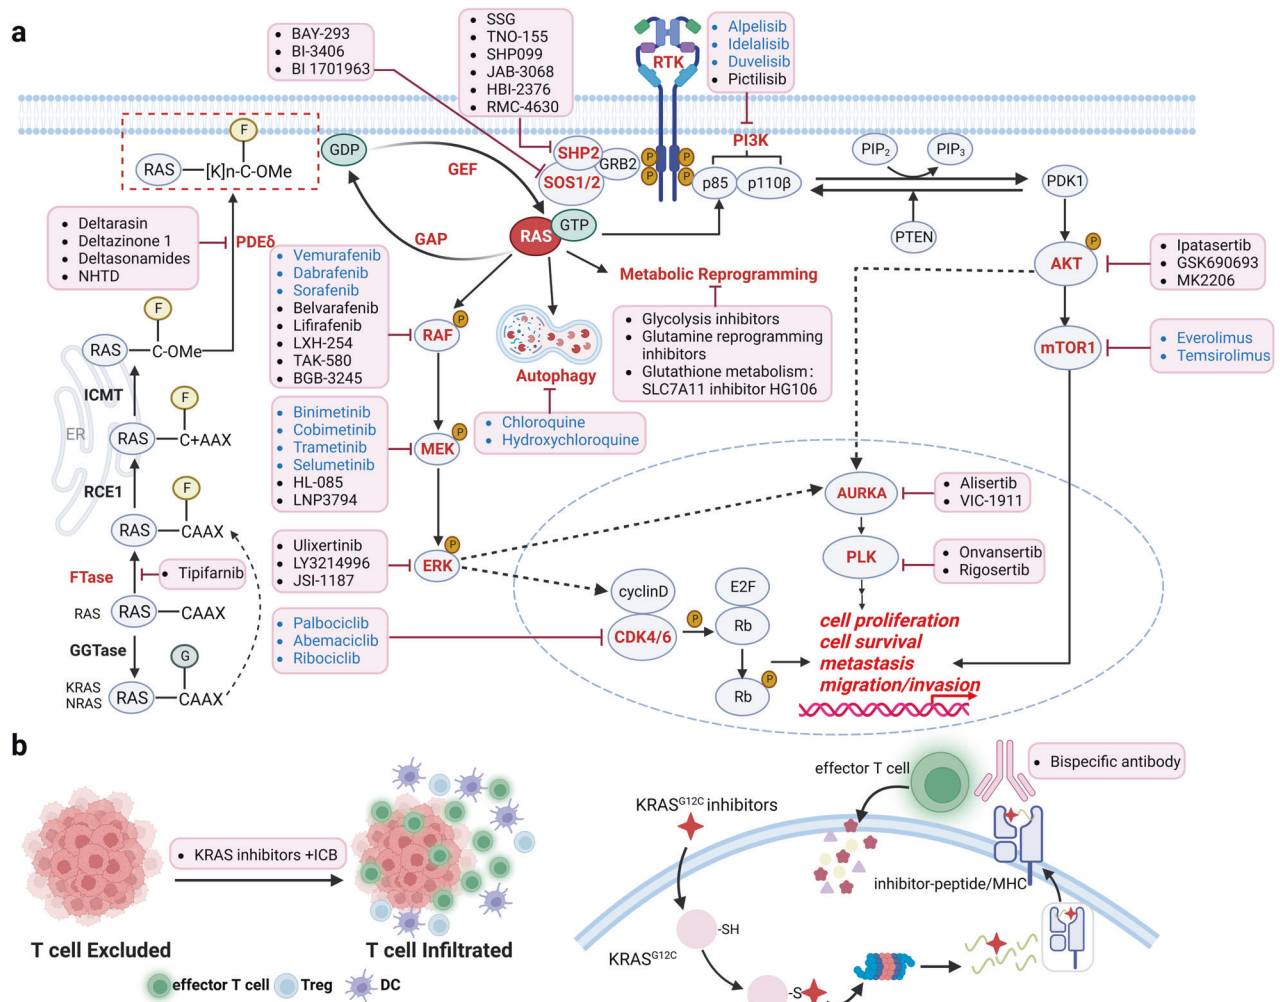 a
BAY-293
BI-3406
BI 1701963
SSG
TNO-155
SHP099
JAB-3068
HBI-2376
RMC-4630
RTK
Alpelisib
Idelalisib
Duvelisib
Pictilisib
F
RAS
[K]n-C-OMe
GDP
GEF
SHP2
SOS1/2
GRB2
P
P
P
P
PI3K
p85
p110β
PIP₂
PIP₃
PDK1
PTEN
GAP
RAS
GTP
Deltarasin
Deltazinone 1
Deltasonamides
NHTD
PDEδ
Vemurafenib
Dabrafenib
Sorafenib
Belvarafenib
Lifirafenib
LXH-254
TAK-580
BGB-3245
RAF
P
Metabolic Reprogramming
Glycolysis inhibitors
Glutamine reprogramming
inhibitors
Glutathione metabolism:
SLC7A11 inhibitor HG106
Autophagy
Chloroquine
Hydroxychloroquine
AKT
P
Ipatasertib
GSK690693
MK2206
mTOR1
Everolimus
Temsirolimus
F
RAS
C-OMe
ICMT
ER
F
RAS
C+AAX
RCE1
F
RAS
CAAX
FTase
Tipifarnib
RAS
RAS
CAAX
GGTase
G
KRAS
NRAS
RAS
CAAX
Binimetinib
Cobimetinib
Trametinib
Selumetinib
HL-085
LNP3794
MEK
P
Ulixertinib
LY3214996
JSI-1187
ERK
P
Palbociclib
Abemaciclib
Ribociclib
cyclinD
CDK4/6
P
E2F
Rb
Rb
P
AURKA
Alisertib
VIC-1911
PLK
Onvansertib
Rigosertib
cell proliferation
cell survival
metastasis
migration/invasion
b
KRAS inhibitors +ICB
T cell Excluded
T cell Infiltrated
effector T cell
Treg
DC
KRASG12C inhibitors
effector T cell
Bispecific antibody
inhibitor-peptide/MHC
-SH
KRASG12C
-S